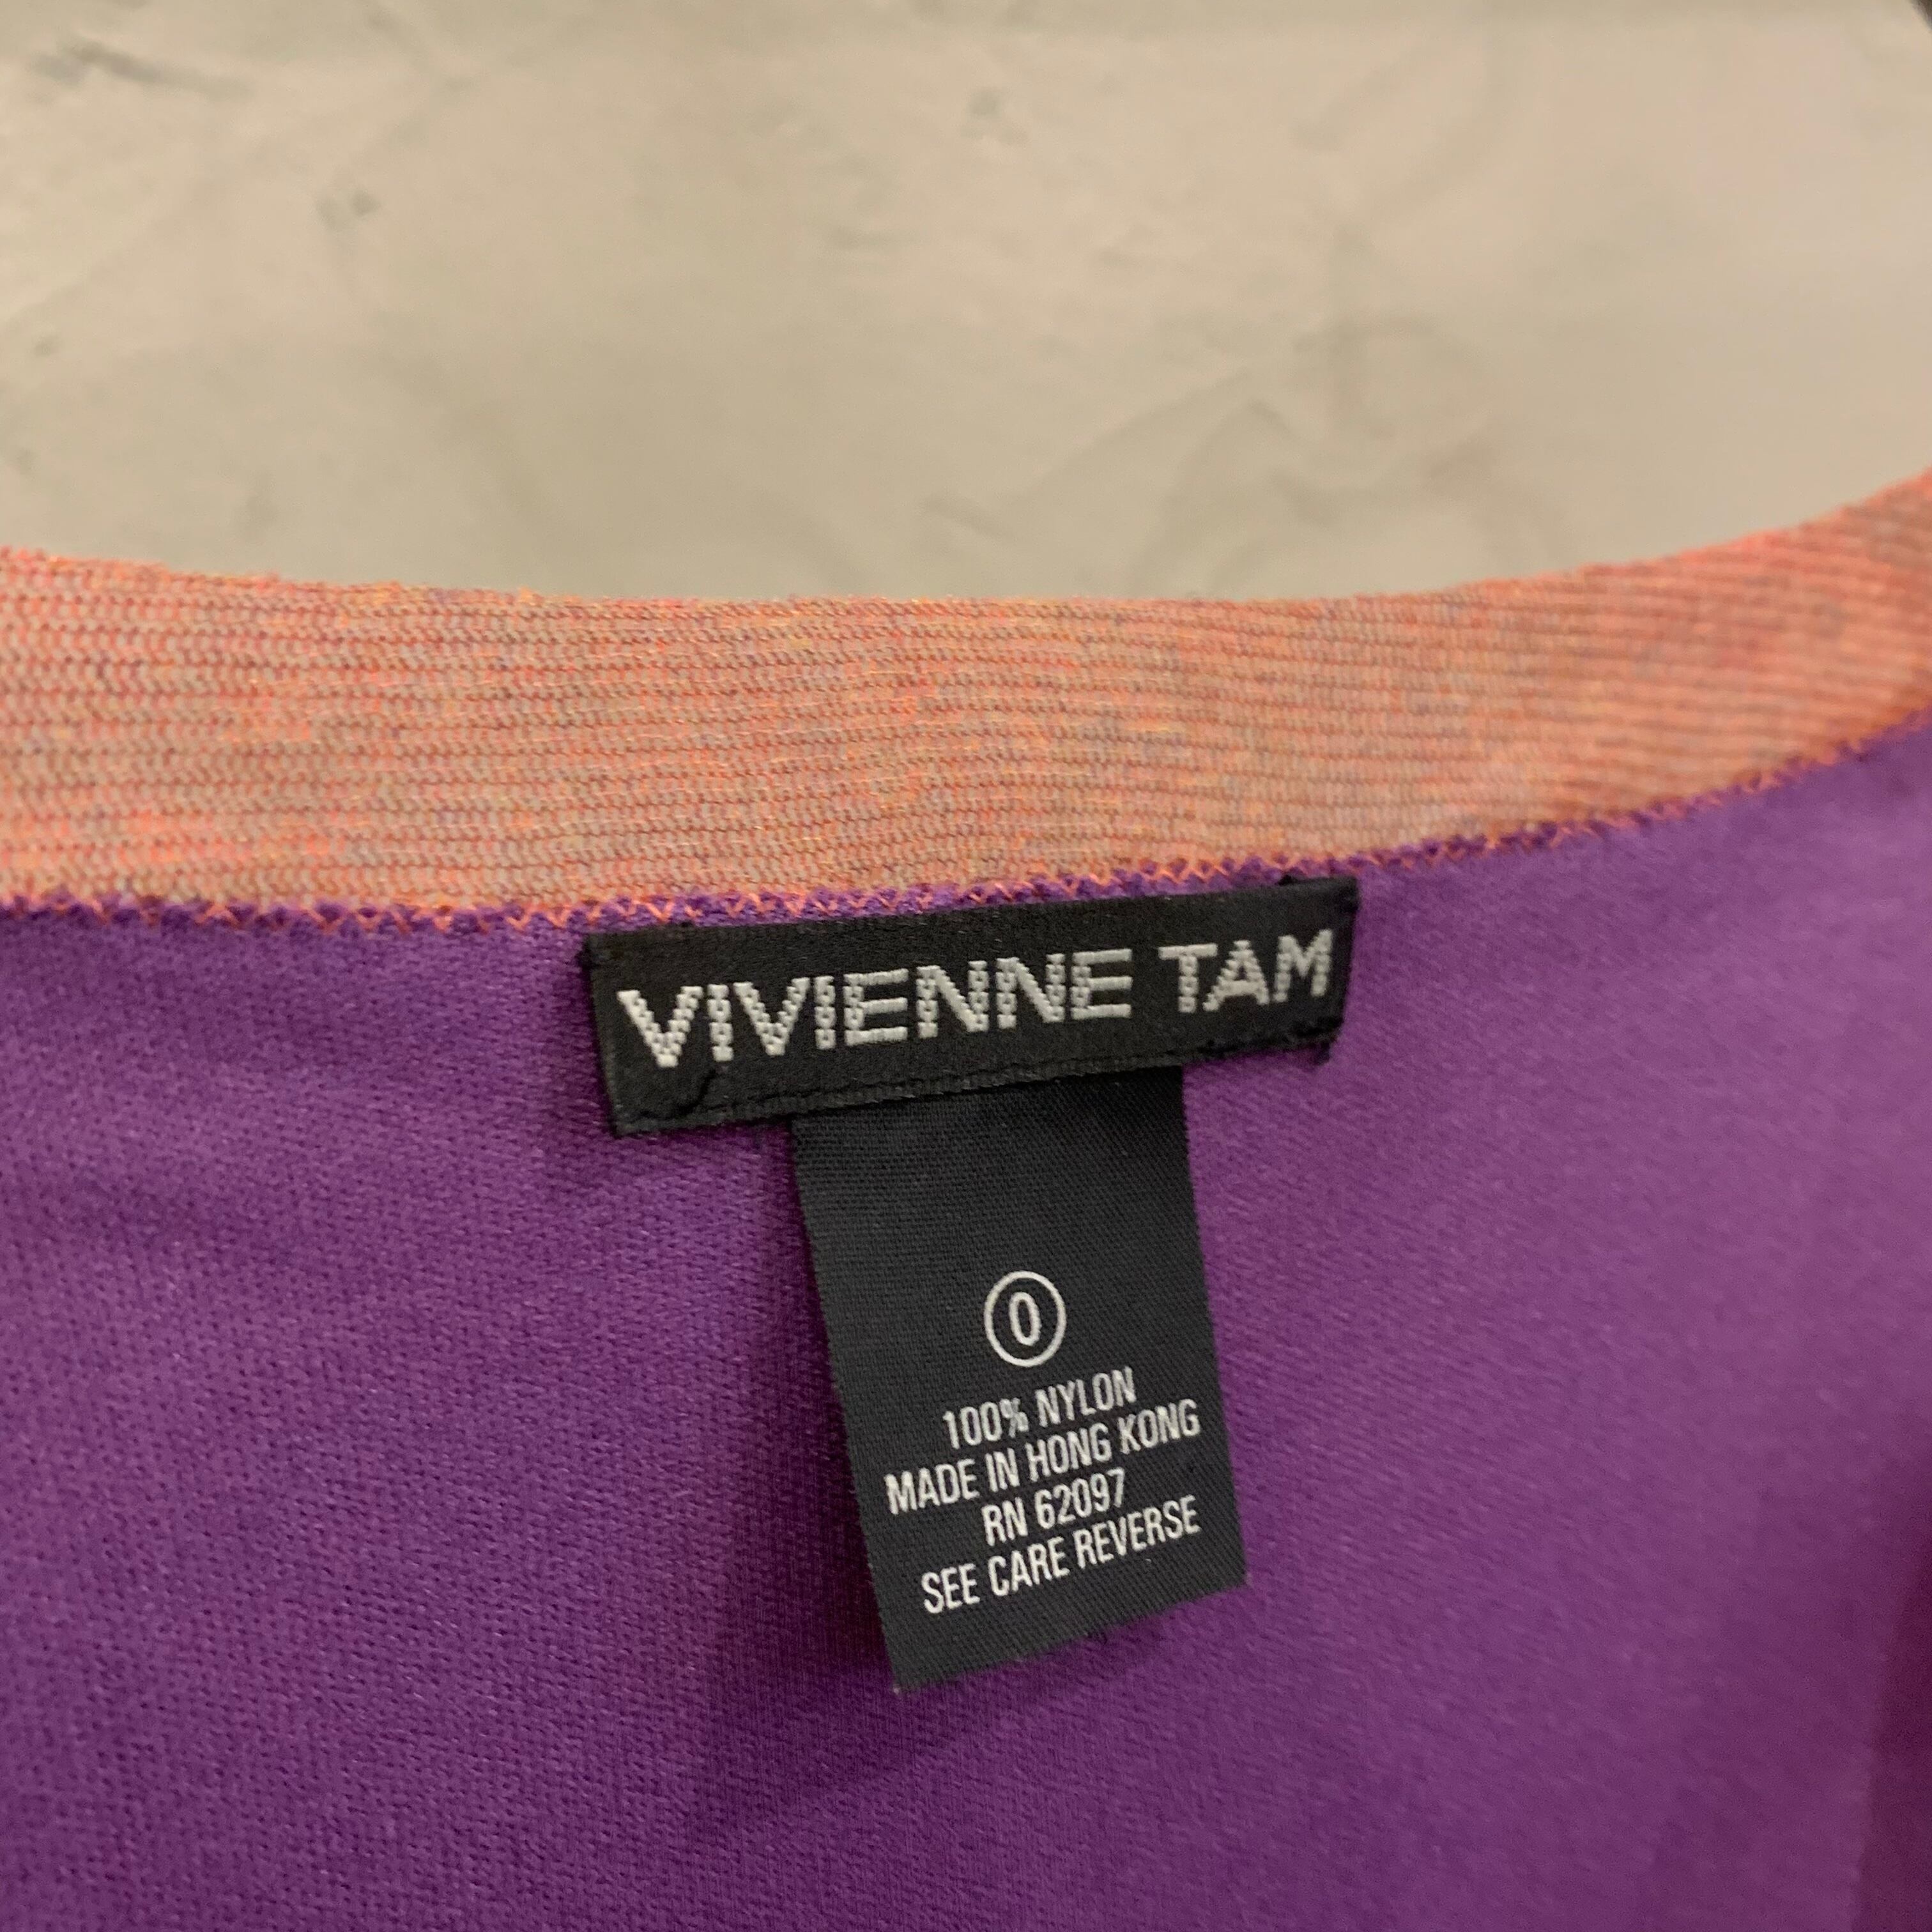 VIVIENNE TAM
0
100% NYLON
MADE IN HONG KONG
RN 62097
SEE CARE REVERSE